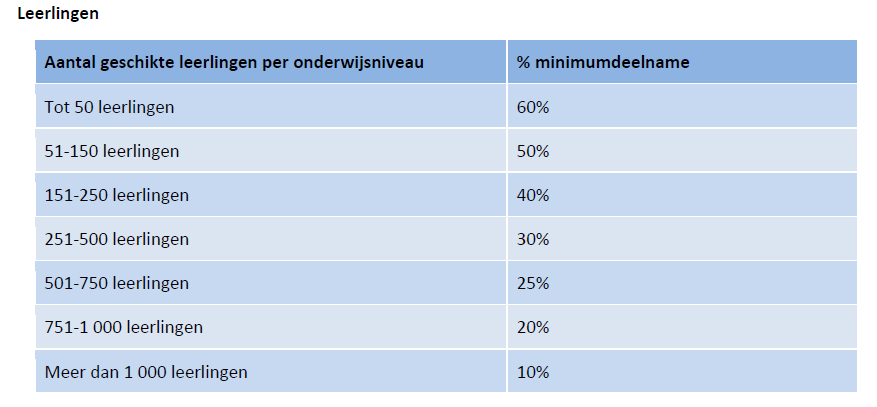 Leerlingen
Aantal geschikte leerlingen per onderwijsniveau % minimumdeelname
Tot 50 leerlingen 60%
51-150 leerlingen 50%
151-250 leerlingen 40%
251-500 leerlingen 30%
501-750 leerlingen 25%
751-1 000 leerlingen 20%
Meer dan 1 000 leerlingen 10%